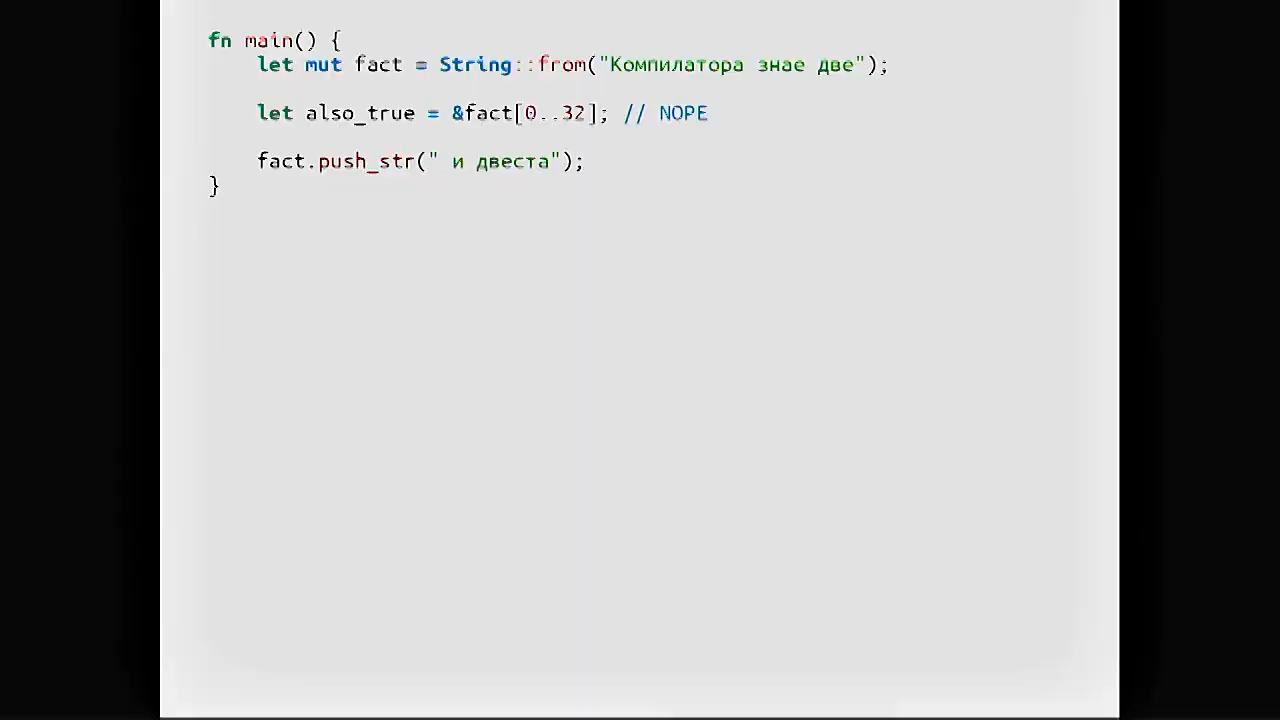 fn main() {
    let mut fact = String::from("Компилатора знае две");
    let also_true = &fact[0..32]; // NOPE
    fact.push_str(" и двеста");
}